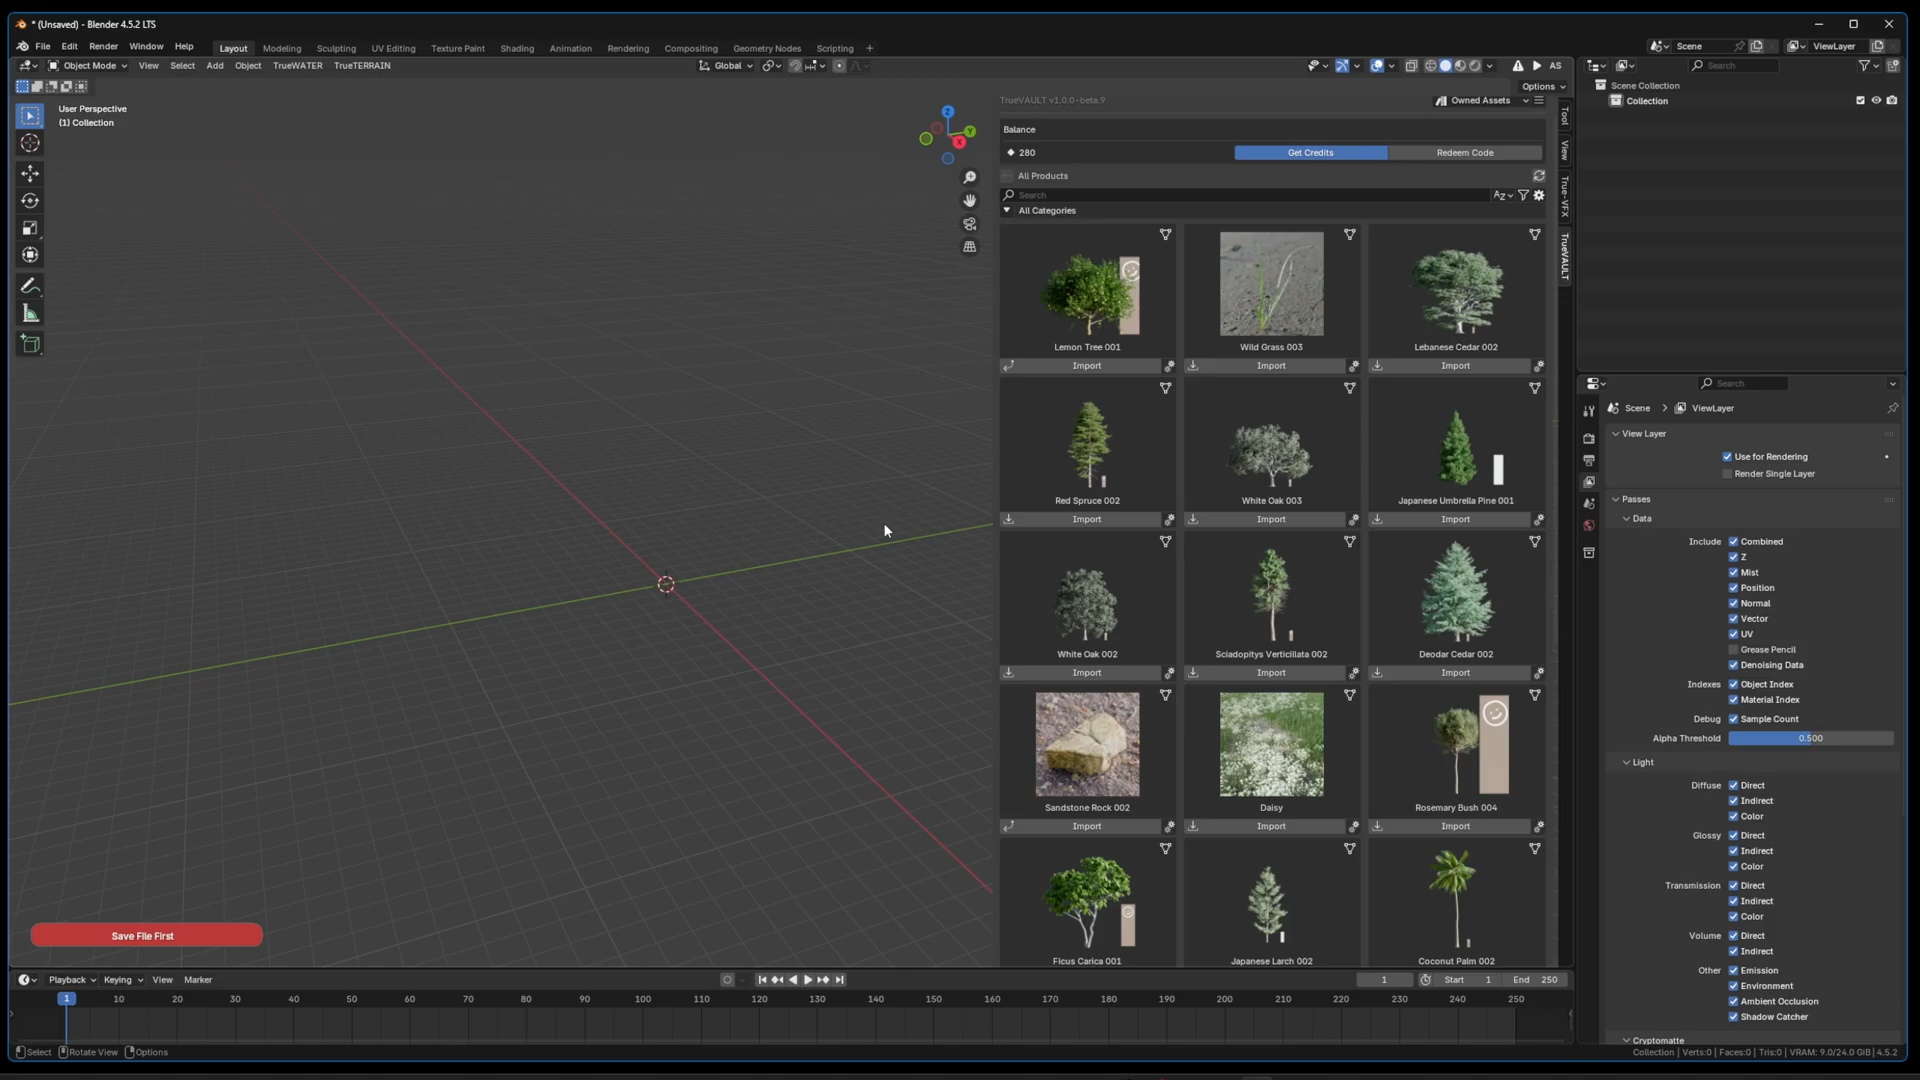 * (Unsaved) - Blender 4.5.2 LTS
File Edit Render Window Help Layout Modeling Sculpting UV Editing Texture Paint Shading Animation Rendering Compositing Geometry Nodes Scripting + Scene ViewLayer
Object Mode View Select Add Object TrueWATER TrueTERRAIN Global AS Search
Options
User Perspective
(1) Collection
TrueVAULT v1.0.0-beta.9 Owned Assets
Balance
280 Get Credits Redeem Code
All Products
Search
All Categories
Lemon Tree 001 Wild Grass 003 Lebanese Cedar 002
Import Import Import
Red Spruce 002 White Oak 003 Japanese Umbrella Pine 001
Import Import Import
White Oak 002 Sciadopitys Verticillata 002 Deodar Cedar 002
Import Import Import
Sandstone Rock 002 Daisy Rosemary Bush 004
Import Import Import
Ficus Carica 001 Japanese Larch 002 Coconut Palm 002
Tool
View
True-VFX
TrueVAULT
Z
Y
X
Save File First
Scene Collection
Collection
Search
Scene > ViewLayer
View Layer
Use for Rendering
Render Single Layer
Passes
Data
Include Combined
Z
Mist
Position
Normal
Vector
UV
Grease Pencil
Denoising Data
Indexes Object Index
Material Index
Debug Sample Count
Alpha Threshold 0.500
Light
Diffuse Direct
Indirect
Color
Glossy Direct
Indirect
Color
Transmission Direct
Indirect
Color
Volume Direct
Indirect
Other Emission
Environment
Ambient Occlusion
Shadow Catcher
Cryptomatte
Playback Keying View Marker 1 Start 1 End 250
1 10 20 30 40 50 60 70 80 90 100 110 120 130 140 150 160 170 180 190 200 210 220 230 240 250
Select Rotate View Options Collection | Verts:0 | Faces:0 | Tris:0 | VRAM: 9.0/24.0 GiB | 4.5.2